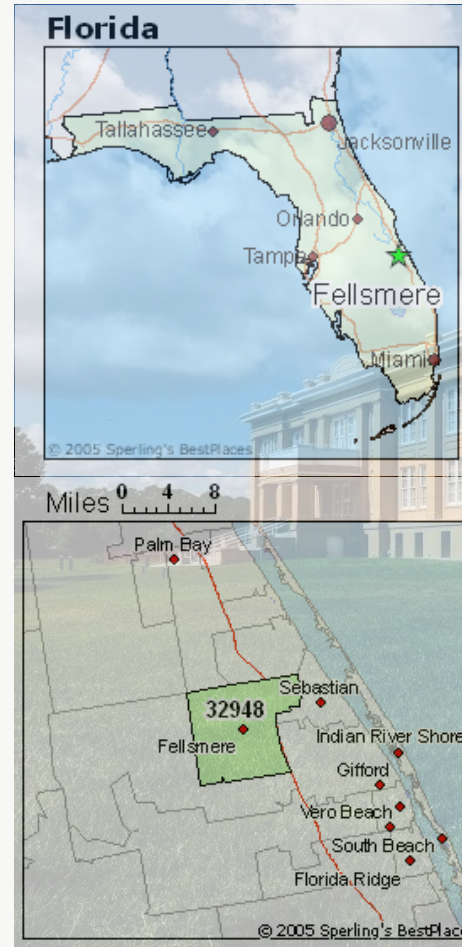 Florida
Tallahassee
Jacksonville
Orlando
Tampa
Fellsmere
Miami
© 2005 Sperling's BestPlaces
Miles 0 4 8
Palm Bay
Sebastian
32948
Fellsmere
Indian River Shore
Gifford
Vero Beach
South Beach
Florida Ridge
© 2005 Sperling's BestPlac